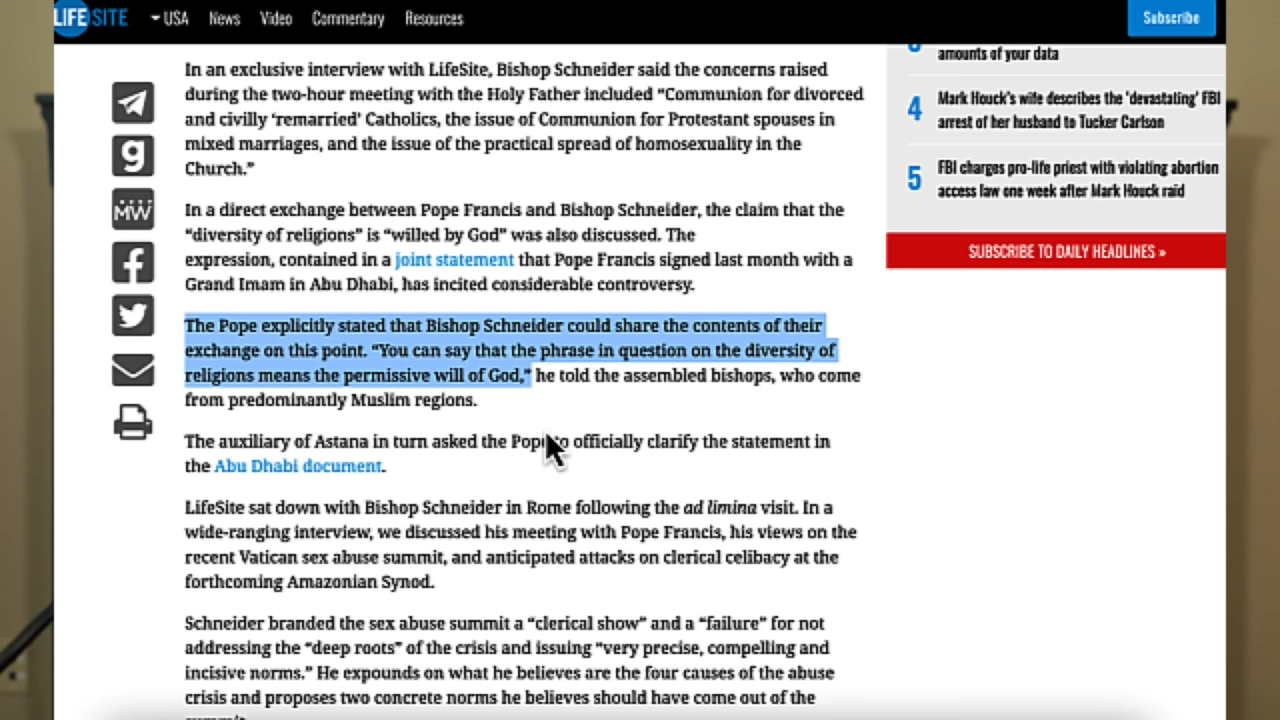 LIFE SITE USA News Video Commentary Resources Subscribe
In an exclusive interview with LifeSite, Bishop Schneider said the concerns raised
during the two-hour meeting with the Holy Father included “Communion for divorced
and civilly ‘remarried’ Catholics, the issue of Communion for Protestant spouses in
mixed marriages, and the issue of the practical spread of homosexuality in the
Church.”
In a direct exchange between Pope Francis and Bishop Schneider, the claim that the
“diversity of religions” is “willed by God” was also discussed. The
expression, contained in a joint statement that Pope Francis signed last month with a
Grand Imam in Abu Dhabi, has incited considerable controversy.
The Pope explicitly stated that Bishop Schneider could share the contents of their
exchange on this point. “You can say that the phrase in question on the diversity of
religions means the permissive will of God,” he told the assembled bishops, who come
from predominantly Muslim regions.
The auxiliary of Astana in turn asked the Pope to officially clarify the statement in
the Abu Dhabi document.
LifeSite sat down with Bishop Schneider in Rome following the ad limina visit. In a
wide-ranging interview, we discussed his meeting with Pope Francis, his views on the
recent Vatican sex abuse summit, and anticipated attacks on clerical celibacy at the
forthcoming Amazonian Synod.
Schneider branded the sex abuse summit a “clerical show” and a “failure” for not
addressing the “deep roots” of the crisis and issuing “very precise, compelling and
incisive norms.” He expounds on what he believes are the four causes of the abuse
crisis and proposes two concrete norms he believes should have come out of the
g
MW
amounts of your data
4 Mark Houck’s wife describes the ‘devastating’ FBI
arrest of her husband to Tucker Carlson
5 FBI charges pro-life priest with violating abortion
access law one week after Mark Houck raid
SUBSCRIBE TO DAILY HEADLINES »